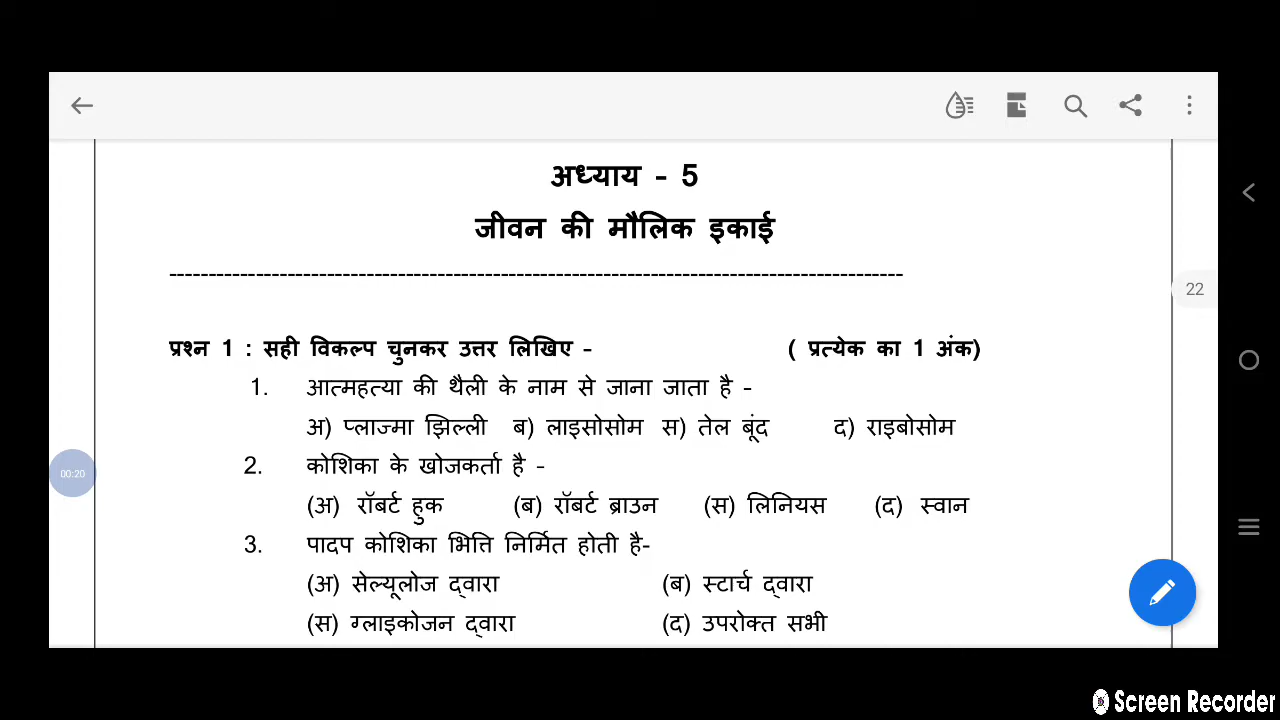 अध्याय - 5
जीवन की मौलिक इकाई
--------------------------------------------------------------------------------------------
22
प्रश्न 1 : सही विकल्प चुनकर उत्तर लिखिए - ( प्रत्येक का 1 अंक)
1. आत्महत्या की थैली के नाम से जाना जाता है -
अ) प्लाज्मा झिल्ली ब) लाइसोसोम स) तेल बूंद द) राइबोसोम
2. कोशिका के खोजकर्ता है -
00:20
(अ) रॉबर्ट हुक (ब) रॉबर्ट ब्राउन (स) लिनियस (द) स्वान
3. पादप कोशिका भित्ति निर्मित होती है-
(अ) सेल्यूलोज द्वारा (ब) स्टार्च द्वारा
(स) ग्लाइकोजन द्वारा (द) उपरोक्त सभी
Screen Recorder